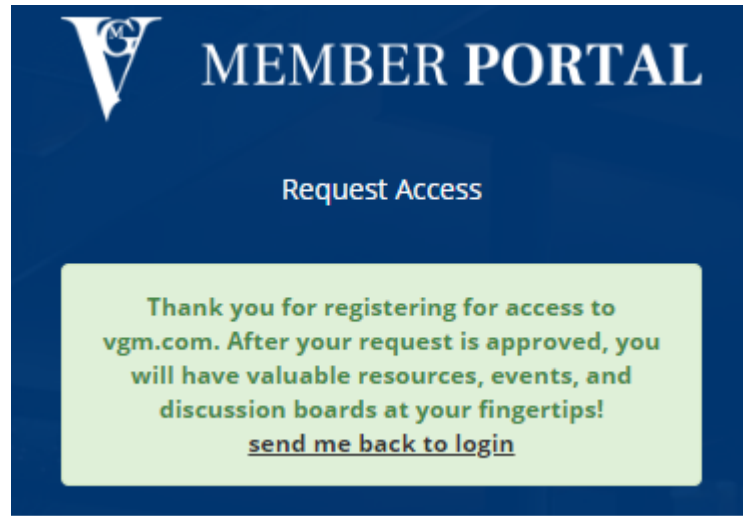 VGM MEMBER PORTAL
Request Access
Thank you for registering for access to
vgm.com. After your request is approved, you
will have valuable resources, events, and
discussion boards at your fingertips!
send me back to login